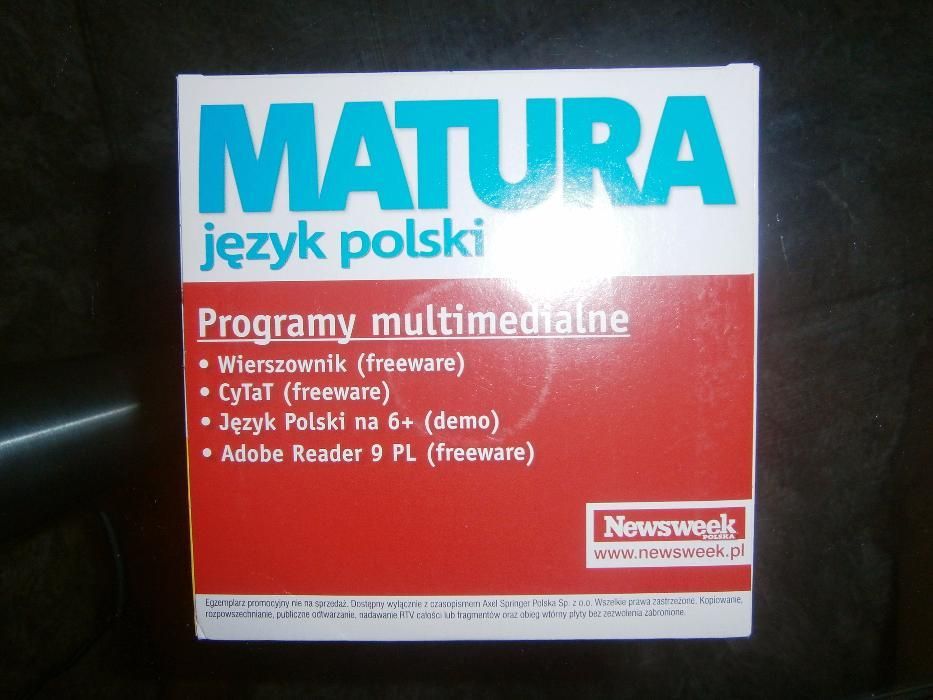 MATURA
język polski
Programy multimedialne
• Wierszownik (freeware)
• CyTaT (freeware)
• Język Polski na 6+ (demo)
• Adobe Reader 9 PL (freeware)
Newsweek
POLSKA
www.newsweek.pl
Egzemplarz promocyjny nie na sprzedaż. Dostępny wyłącznie z czasopismem Axel Springer Polska Sp. z o.o. Wszelkie prawa zastrzeżone. Kopiowanie,
rozpowszechnianie, publiczne odtwarzanie, nadawanie RTV całości lub fragmentów oraz obieg wtórny płyty bez zezwolenia zabronione.